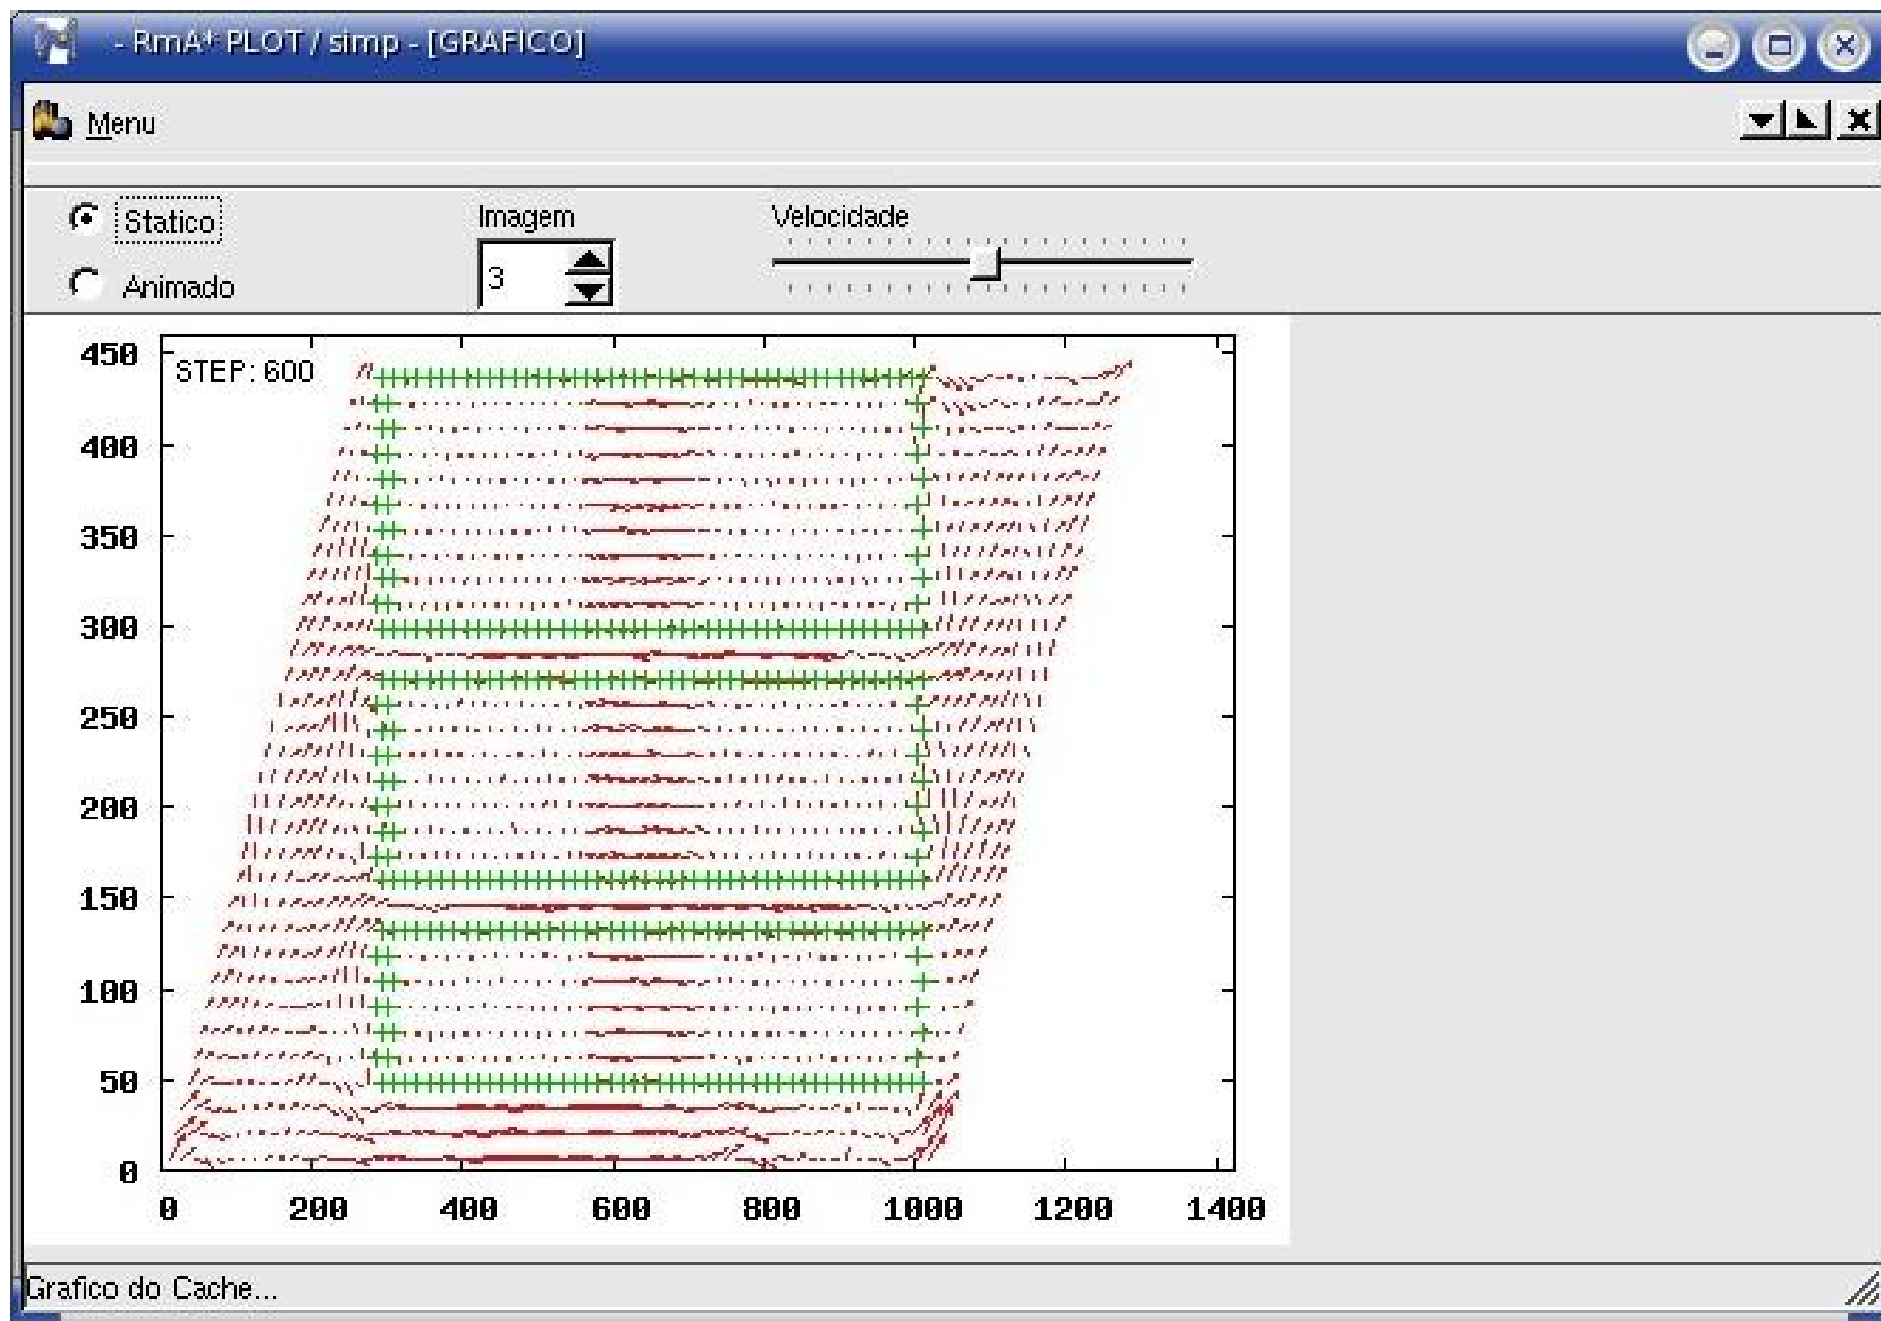 - RmA* PLOT / simp - [GRAFICO]
Menu
Statico
Imagem
Velocidade
3
Animado
450
STEP: 600
400
350
300
250
200
150
100
50
0
0 200 400 600 800 1000 1200 1400
Grafico do Cache...